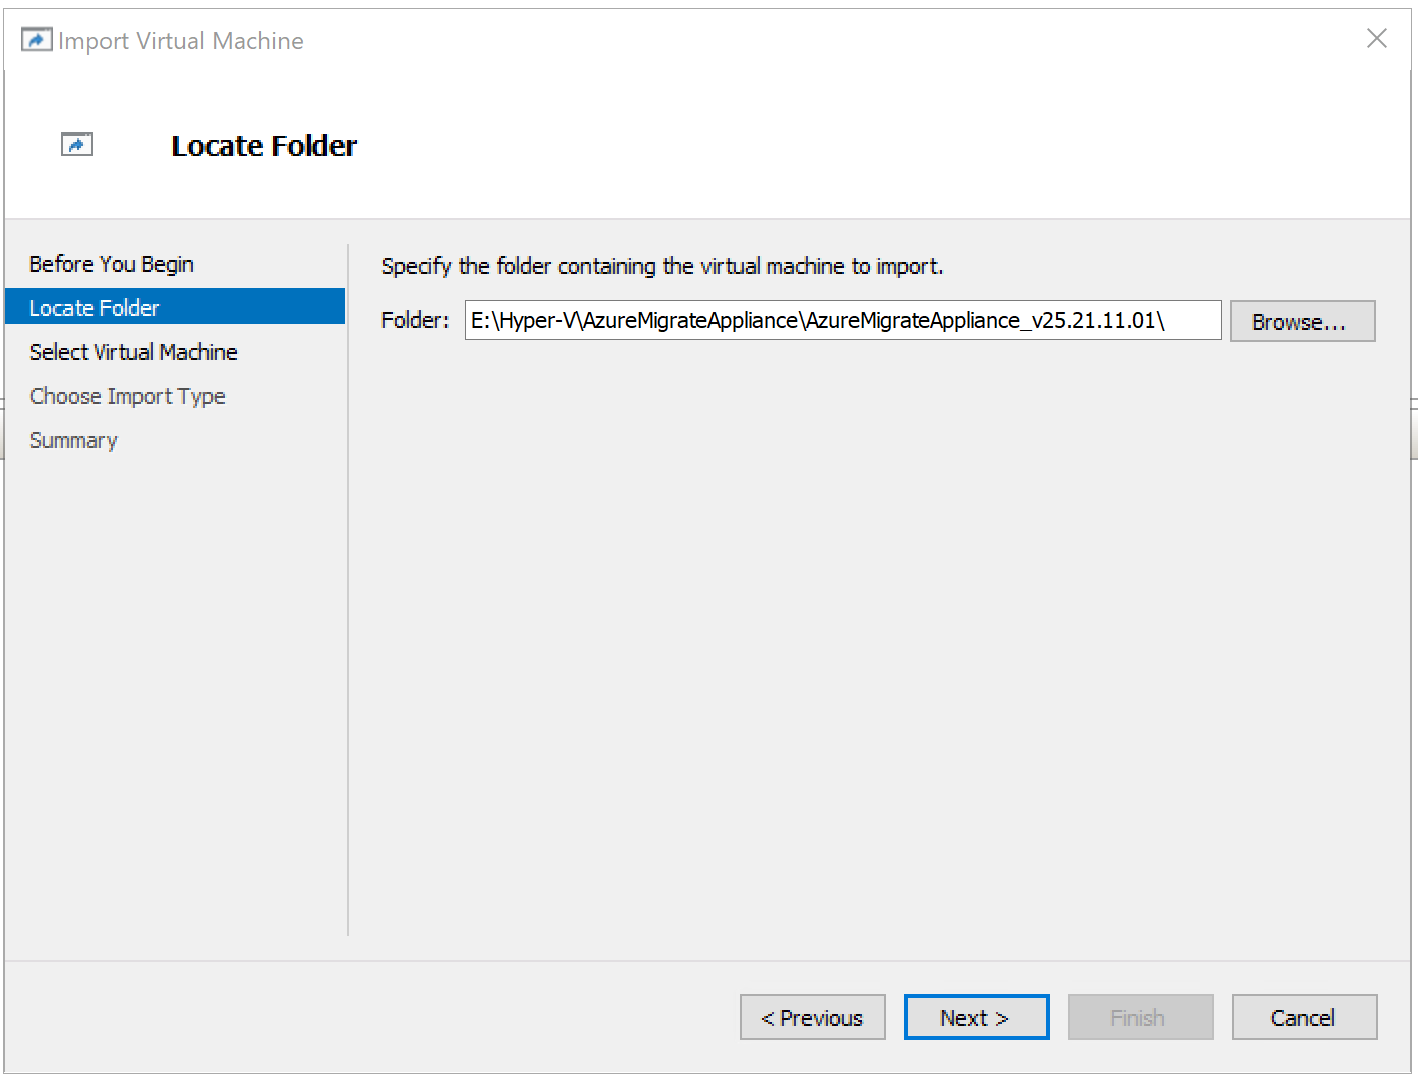 Import Virtual Machine
Locate Folder
Before You Begin
Locate Folder
Select Virtual Machine
Choose Import Type
Summary
Specify the folder containing the virtual machine to import.
Folder: E:\Hyper-V\AzureMigrateAppliance\AzureMigrateAppliance_v25.21.11.01\ Browse...
< Previous Next > Finish Cancel